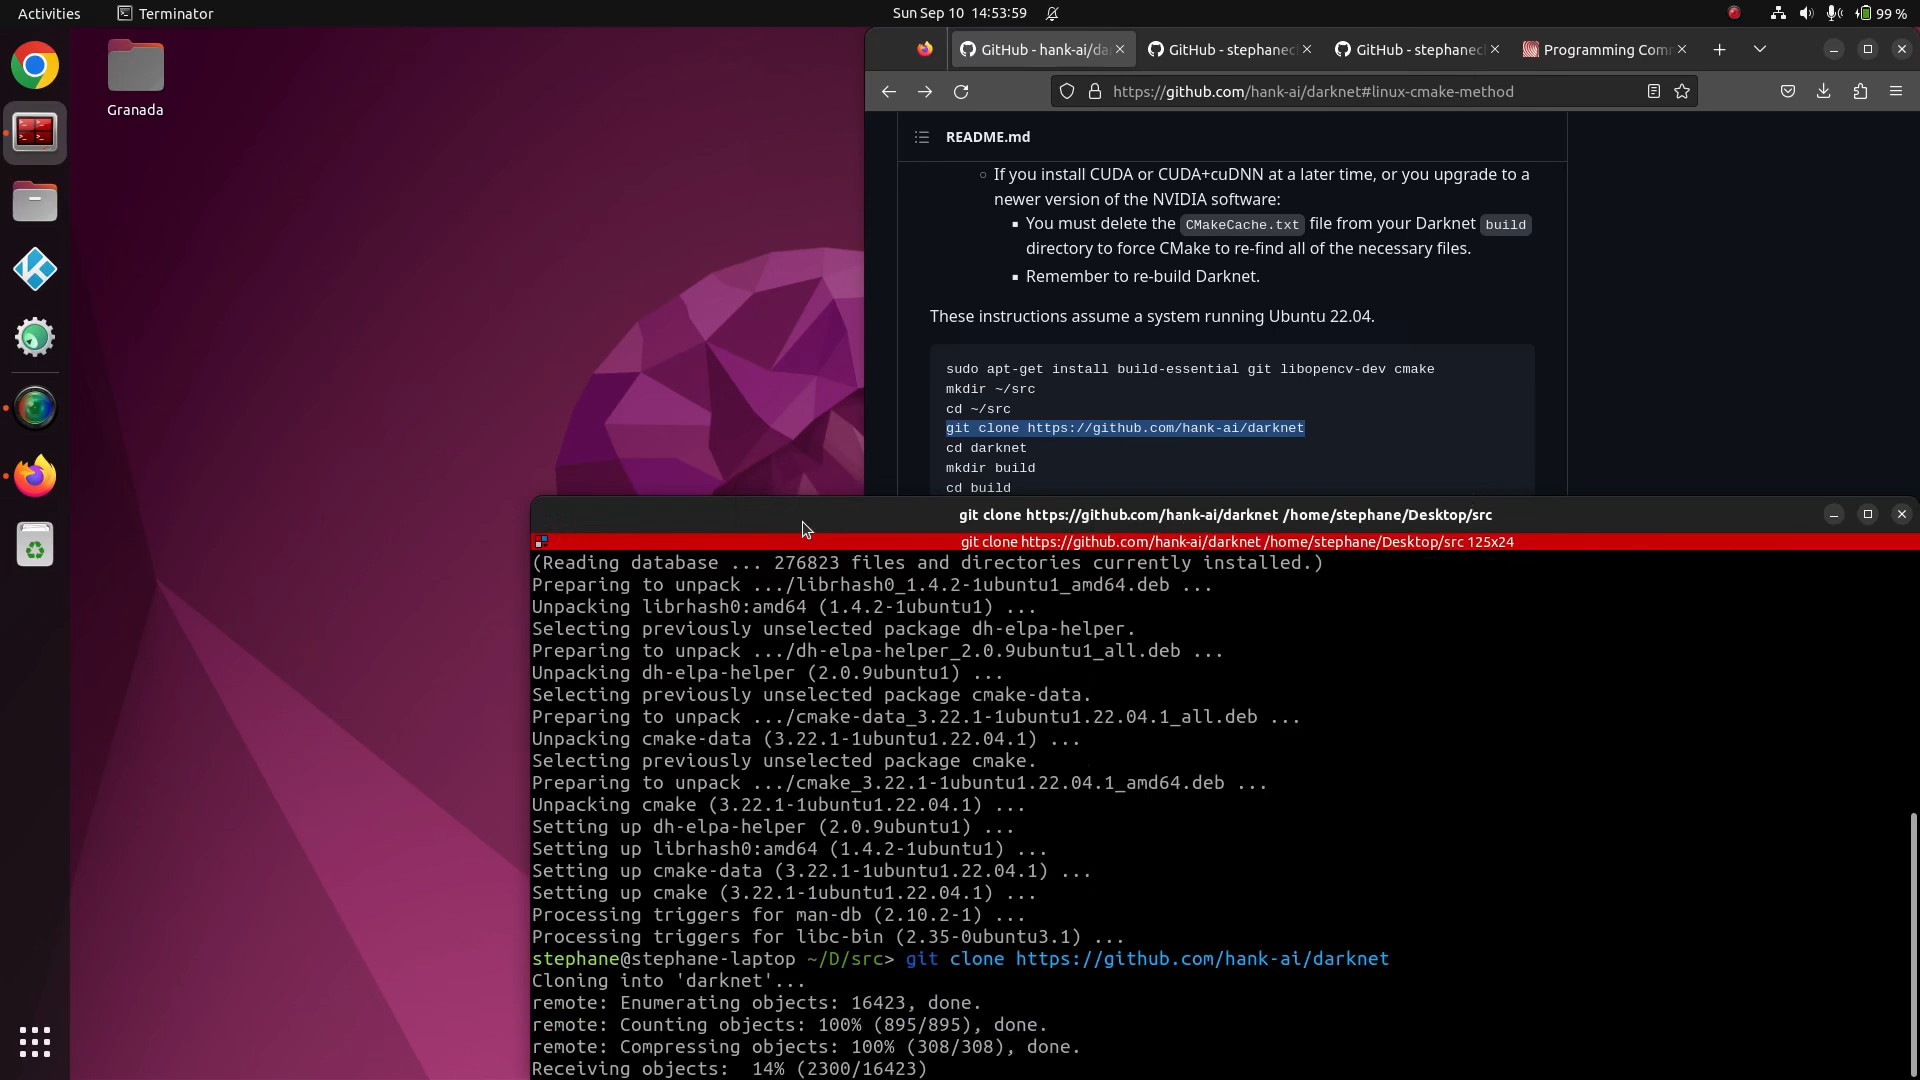 Activities
Terminator
Sun Sep 10 14:53:59
99 %
Granada
GitHub - hank-ai/da
GitHub - stephanec
GitHub - stephanec
Programming Com
https://github.com/hank-ai/darknet#linux-cmake-method
README.md
If you install CUDA or CUDA+cuDNN at a later time, or you upgrade to a
newer version of the NVIDIA software:
You must delete the CMakeCache.txt file from your Darknet build
directory to force CMake to re-find all of the necessary files.
Remember to re-build Darknet.
These instructions assume a system running Ubuntu 22.04.
sudo apt-get install build-essential git libopencv-dev cmake
mkdir ~/src
cd ~/src
git clone https://github.com/hank-ai/darknet
cd darknet
mkdir build
cd build
git clone https://github.com/hank-ai/darknet /home/stephane/Desktop/src
git clone https://github.com/hank-ai/darknet /home/stephane/Desktop/src 125x24
(Reading database ... 276823 files and directories currently installed.)
Preparing to unpack .../librhash0_1.4.2-1ubuntu1_amd64.deb ...
Unpacking librhash0:amd64 (1.4.2-1ubuntu1) ...
Selecting previously unselected package dh-elpa-helper.
Preparing to unpack .../dh-elpa-helper_2.0.9ubuntu1_all.deb ...
Unpacking dh-elpa-helper (2.0.9ubuntu1) ...
Selecting previously unselected package cmake-data.
Preparing to unpack .../cmake-data_3.22.1-1ubuntu1.22.04.1_all.deb ...
Unpacking cmake-data (3.22.1-1ubuntu1.22.04.1) ...
Selecting previously unselected package cmake.
Preparing to unpack .../cmake_3.22.1-1ubuntu1.22.04.1_amd64.deb ...
Unpacking cmake (3.22.1-1ubuntu1.22.04.1) ...
Setting up dh-elpa-helper (2.0.9ubuntu1) ...
Setting up librhash0:amd64 (1.4.2-1ubuntu1) ...
Setting up cmake-data (3.22.1-1ubuntu1.22.04.1) ...
Setting up cmake (3.22.1-1ubuntu1.22.04.1) ...
Processing triggers for man-db (2.10.2-1) ...
Processing triggers for libc-bin (2.35-0ubuntu3.1) ...
stephane@stephane-laptop ~/D/src> git clone https://github.com/hank-ai/darknet
Cloning into 'darknet'...
remote: Enumerating objects: 16423, done.
remote: Counting objects: 100% (895/895), done.
remote: Compressing objects: 100% (308/308), done.
Receiving objects:  14% (2300/16423)